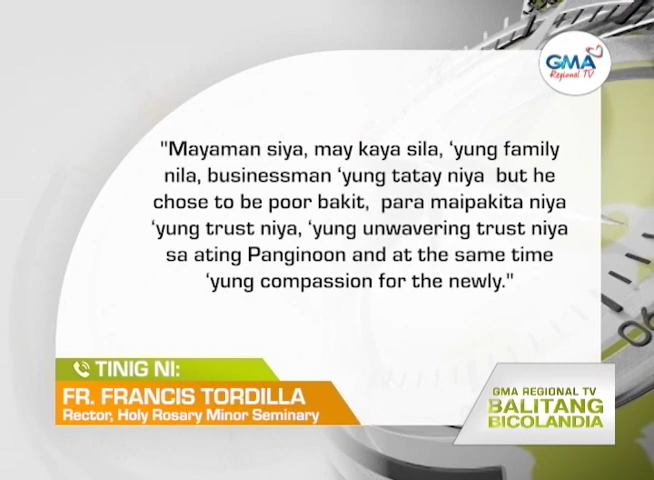 GMA
Regional TV
"Mayaman siya, may kaya sila, ‘yung family
nila, businessman ‘yung tatay niya but he
chose to be poor bakit, para maipakita niya
‘yung trust niya, ‘yung unwavering trust niya
sa ating Panginoon and at the same time
‘yung compassion for the newly."
TINIG NI:
FR. FRANCIS TORDILLA
Rector, Holy Rosary Minor Seminary
GMA REGIONAL TV
BALITANG
BICOLANDIA
06